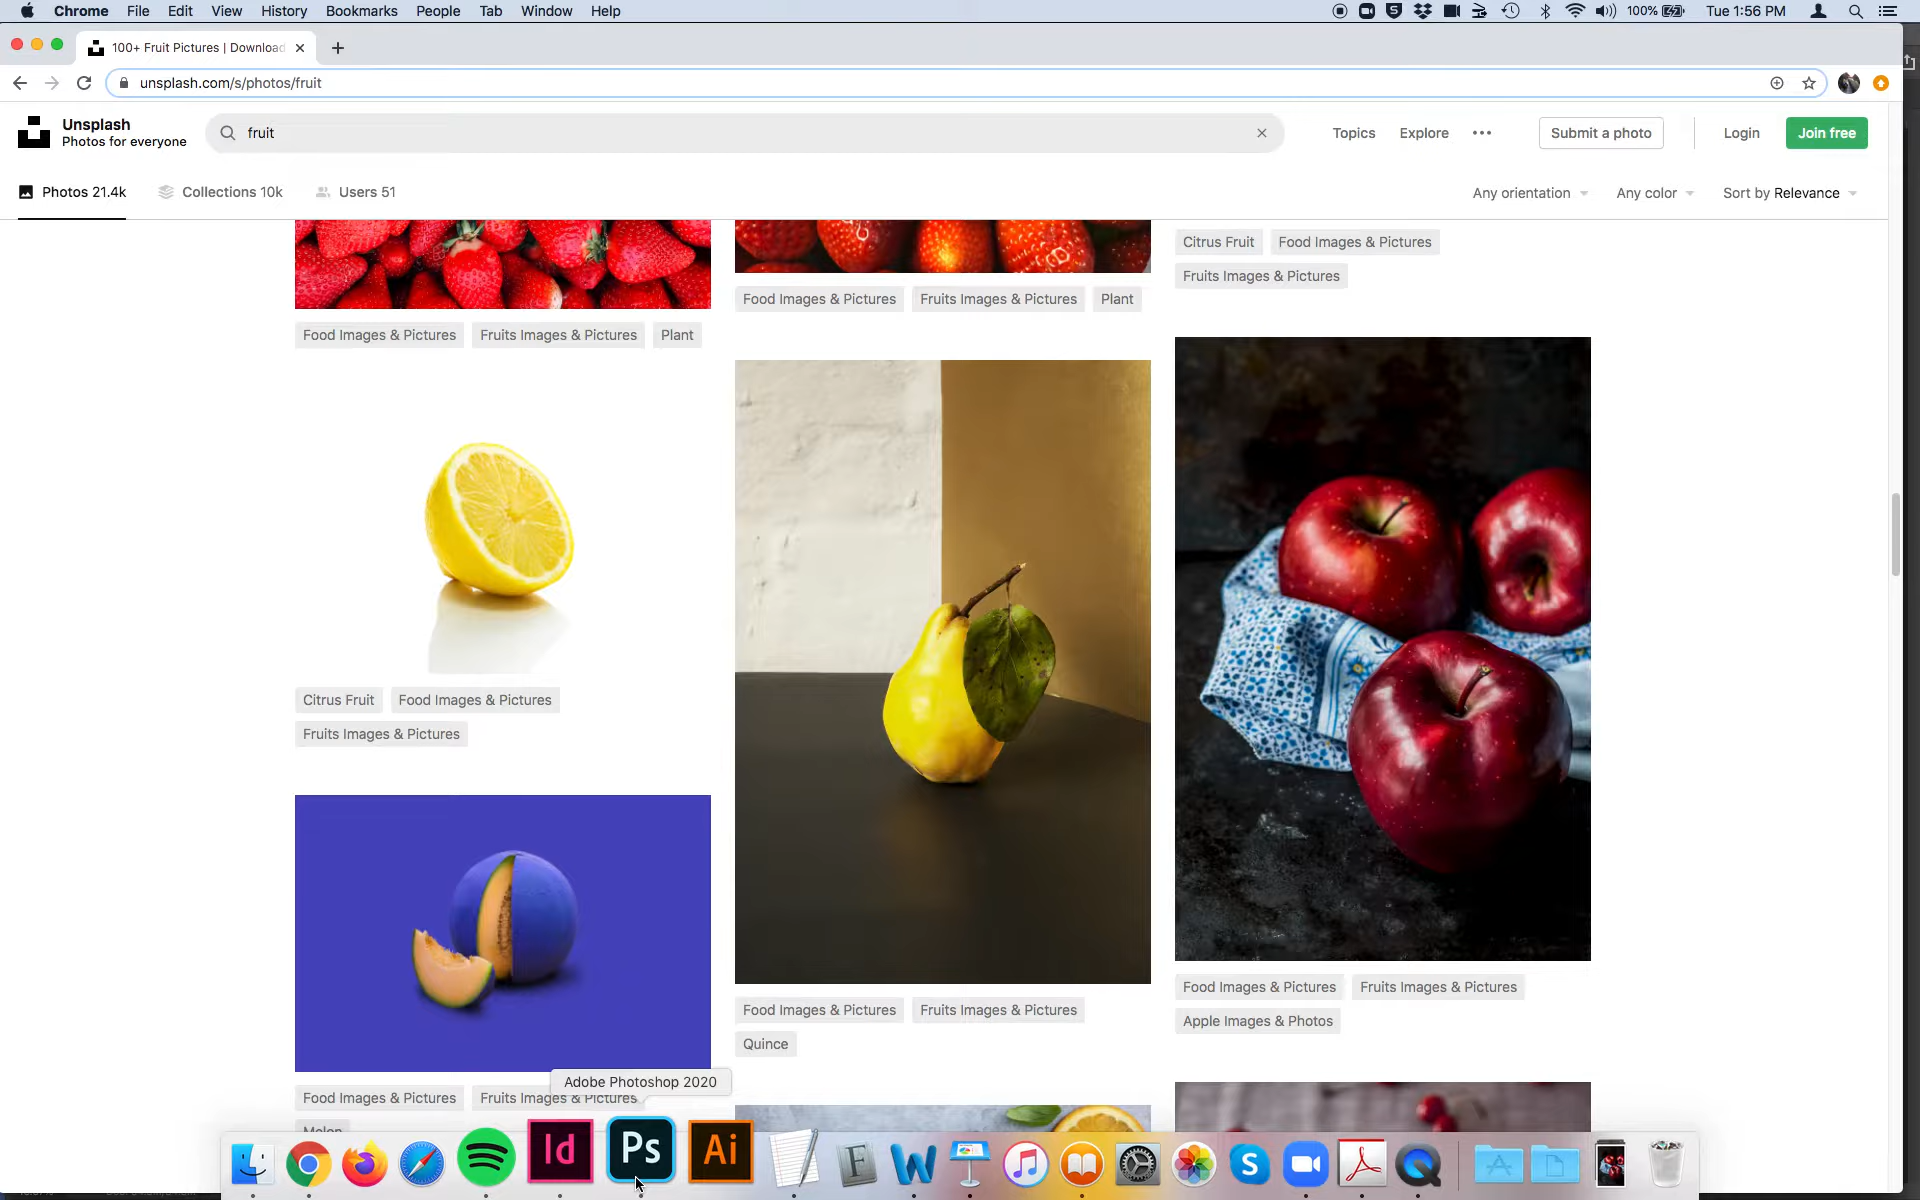 Chrome File Edit View History Bookmarks People Tab Window Help
100% Tue 1:56 PM
100+ Fruit Pictures | Download
unsplash.com/s/photos/fruit
Unsplash
Photos for everyone
fruit
Topics Explore Submit a photo Login Join free
Photos 21.4k Collections 10k Users 51
Any orientation Any color Sort by Relevance
Citrus Fruit Food Images & Pictures
Fruits Images & Pictures
Food Images & Pictures Fruits Images & Pictures Plant
Food Images & Pictures Fruits Images & Pictures Plant
Citrus Fruit Food Images & Pictures
Fruits Images & Pictures
Food Images & Pictures Fruits Images & Pictures
Apple Images & Photos
Food Images & Pictures Fruits Images & Pictures
Quince
Adobe Photoshop 2020
Food Images & Pictures Fruits Images & Pictures
Melon
Id Ps Ai F W S